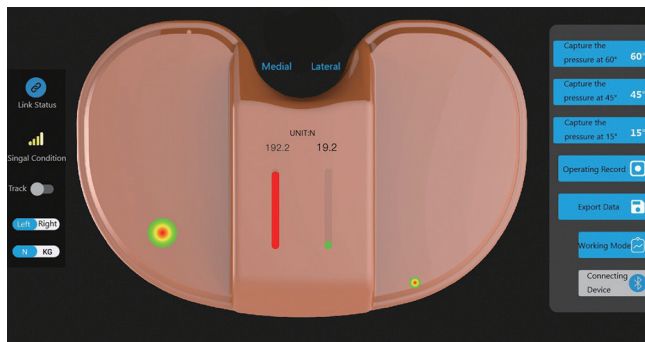 Medial Lateral
UNIT:N
192.2 19.2
Link Status
Singal Condition
Track
Left Right
N KG
Capture the
pressure at 60° 60°
Capture the
pressure at 45° 45°
Capture the
pressure at 15° 15°
Operating Record
Export Data
Working Mode
Connecting
Device